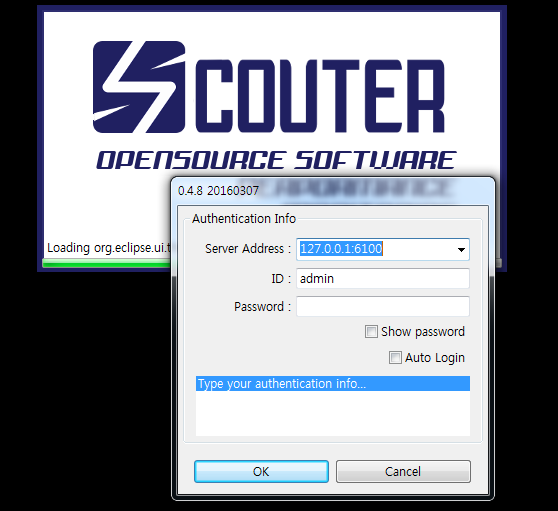 SCOUTER
OPENSOURCE SOFTWARE
Loading org.eclipse.ui.
0.4.8 20160307
Authentication Info
Server Address : 127.0.0.1:6100
ID : admin
Password :
Show password
Auto Login
Type your authentication info...
OK
Cancel